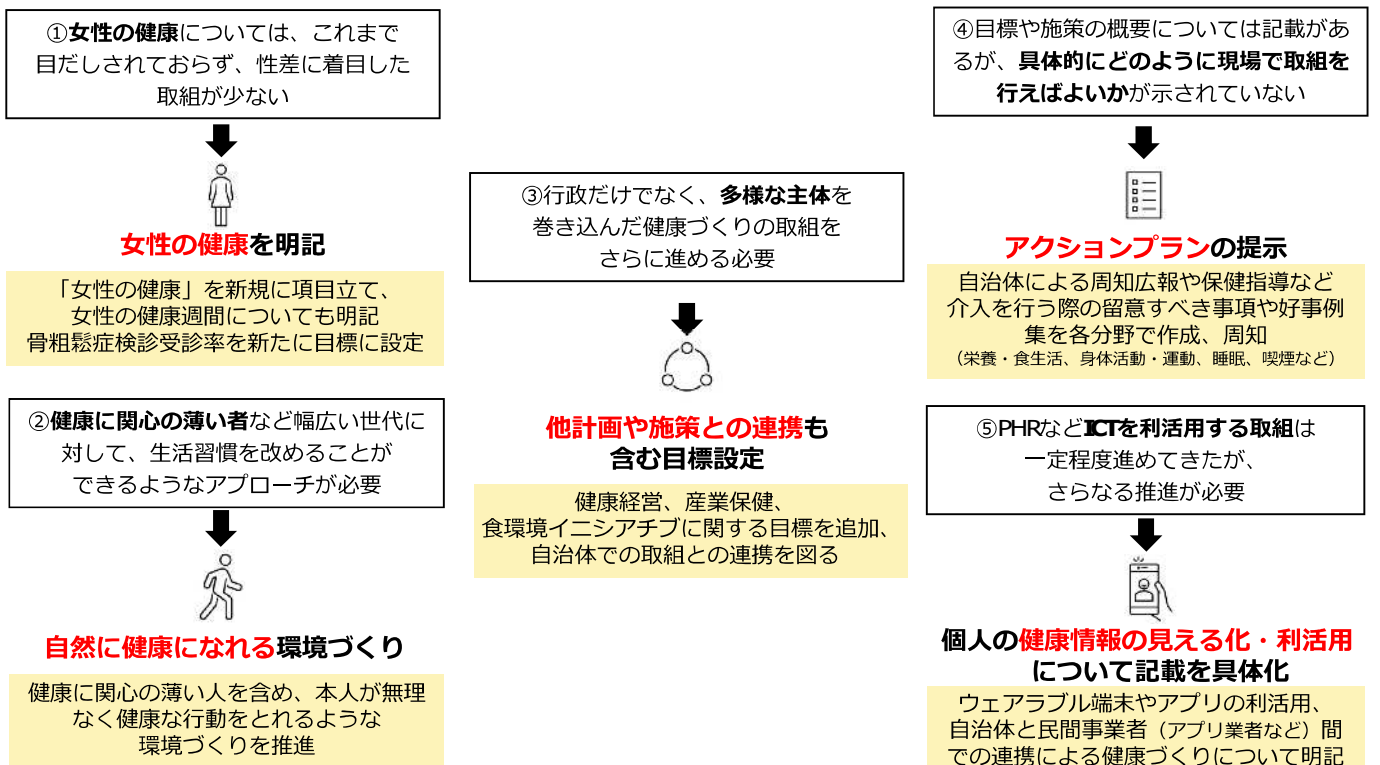 ①女性の健康については、これまで
目だしされておらず、性差に着目した
取組が少ない
女性の健康を明記
「女性の健康」を新規に項目立て、
女性の健康週間についても明記
骨粗鬆症検診受診率を新たに目標に設定
②健康に関心の薄い者など幅広い世代に
対して、生活習慣を改めることが
できるようなアプローチが必要
自然に健康になれる環境づくり
健康に関心の薄い人を含め、本人が無理
なく健康な行動をとれるような
環境づくりを推進
③行政だけでなく、多様な主体を
巻き込んだ健康づくりの取組を
さらに進める必要
他計画や施策との連携も
含む目標設定
健康経営、産業保健、
食環境イニシアチブに関する目標を追加、
自治体での取組との連携を図る
④目標や施策の概要については記載があ
るが、具体的にどのように現場で取組を
行えばよいかが示されていない
アクションプランの提示
自治体による周知広報や保健指導など
介入を行う際の留意すべき事項や好事例
集を各分野で作成、周知
（栄養・食生活、身体活動・運動、睡眠、喫煙など）
⑤PHRなどICTを利活用する取組は
一定程度進めてきたが、
さらなる推進が必要
個人の健康情報の見える化・利活用
について記載を具体化
ウェアラブル端末やアプリの利活用、
自治体と民間事業者（アプリ業者など）間
での連携による健康づくりについて明記